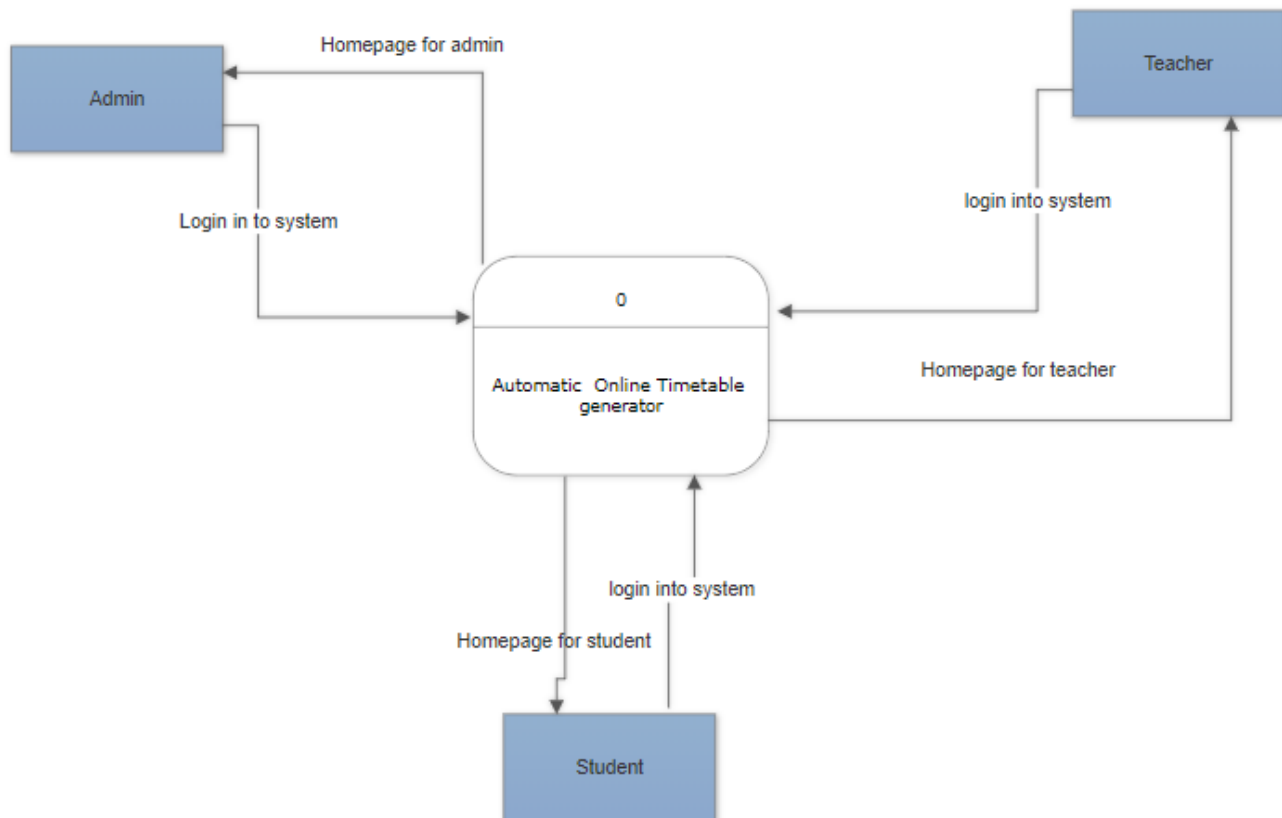 Homepage for admin
Teacher
Admin
login into system
Login in to system
0
Homepage for teacher
Automatic Online Timetable
generator
login into system
Homepage for student
Student